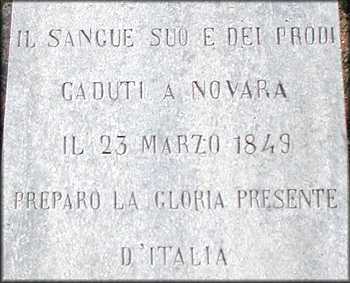 IL SANGUE SUO E DEI PRODI
CADUTI A NOVARA
IL 23 MARZO 1849
PREPARO LA GLORIA PRESENTE
D'ITALIA